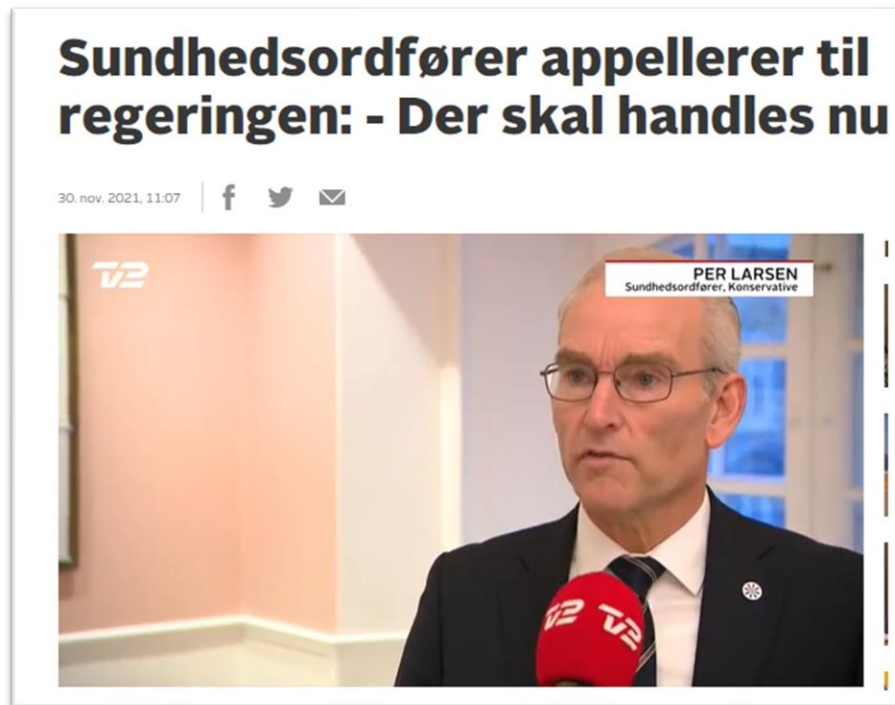 Sundhedsordfører appellerer til
regeringen: - Der skal handles nu
30. nov. 2021, 11:07
TV2
PER LARSEN
Sundhedsordfører, Konservative
TV2 TV2